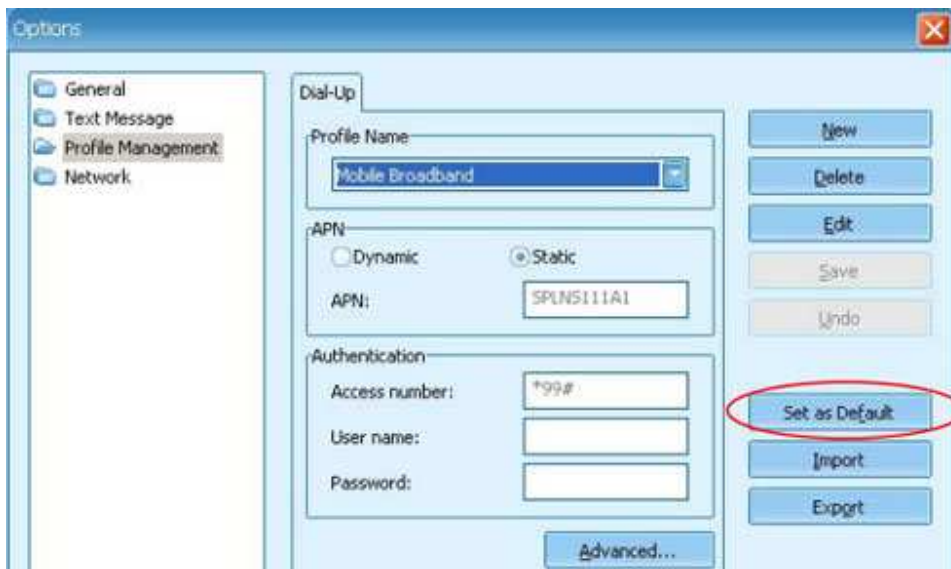 Options
General
Text Message
Profile Management
Network
Dial-Up
Profile Name
Mobile Broadband
APN
Dynamic
Static
APN:
SPLNS111A1
Authentication
Access number:
*99#
User name:
Password:
Advanced...
New
Delete
Edit
Save
Undo
Set as Default
Import
Export